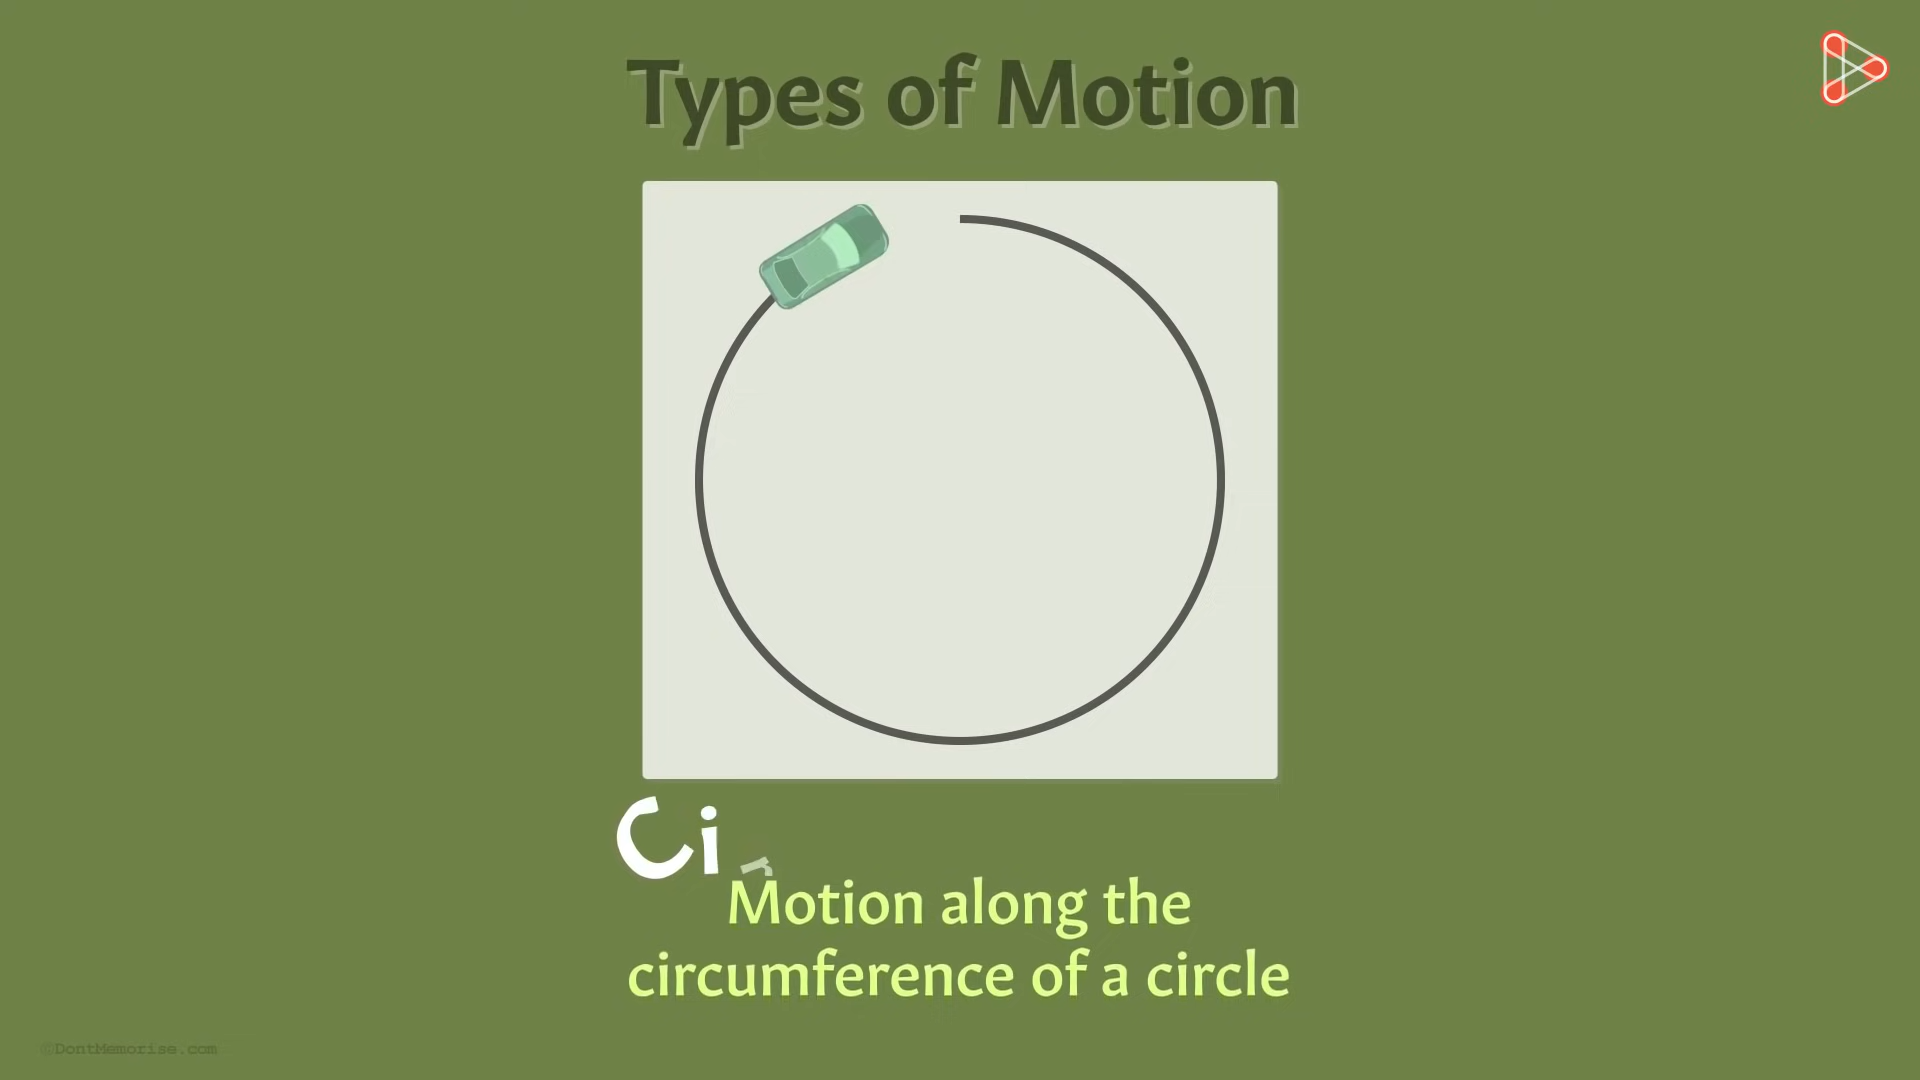 Types of Motion
Ci
Motion along the
circumference of a circle
©DontMemorise.com